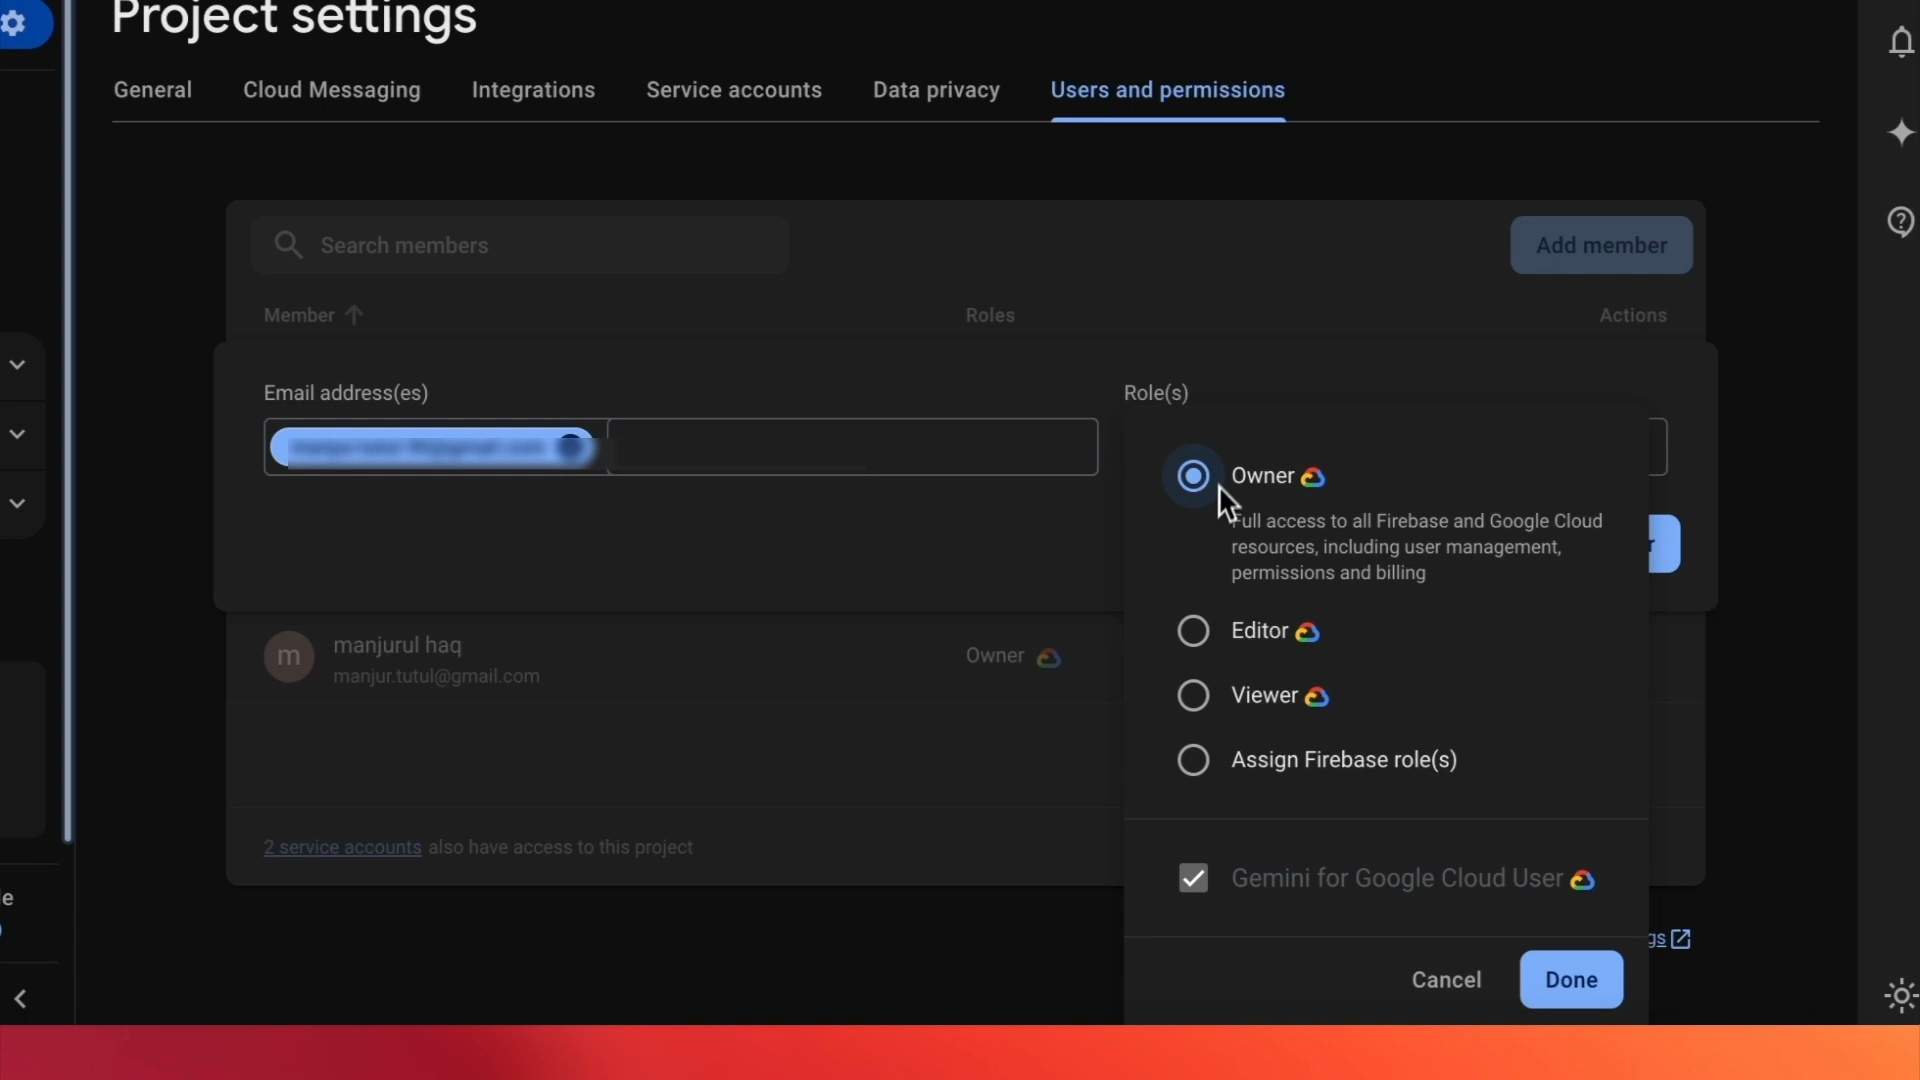 Project settings
General Cloud Messaging Integrations Service accounts Data privacy Users and permissions
Search members
Add member
Member Roles Actions
Email address(es)
Role(s)
Owner
Full access to all Firebase and Google Cloud
resources, including user management,
permissions and billing
Editor
Viewer
Assign Firebase role(s)
Gemini for Google Cloud User
Cancel Done
m
manjurul haq
manjur.tutul@gmail.com
Owner
2 service accounts also have access to this project